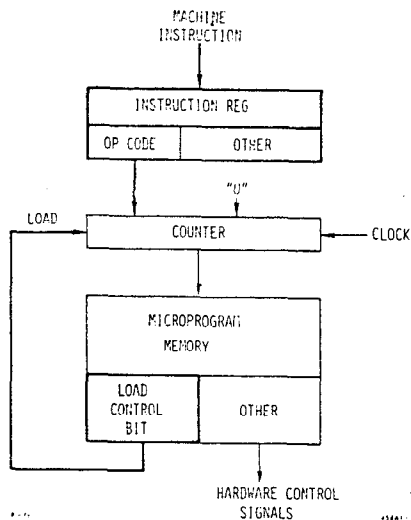 MACHINE
INSTRUCTION
INSTRUCTION REG
OP CODE
OTHER
"0"
LOAD
COUNTER
CLOCK
MICROPROGRAM
MEMORY
LOAD
CONTROL
BIT
OTHER
HARDWARE CONTROL
SIGNALS